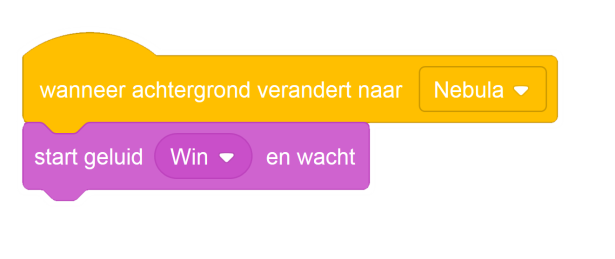 wanneer achtergrond verandert naar Nebula
start geluid Win en wacht